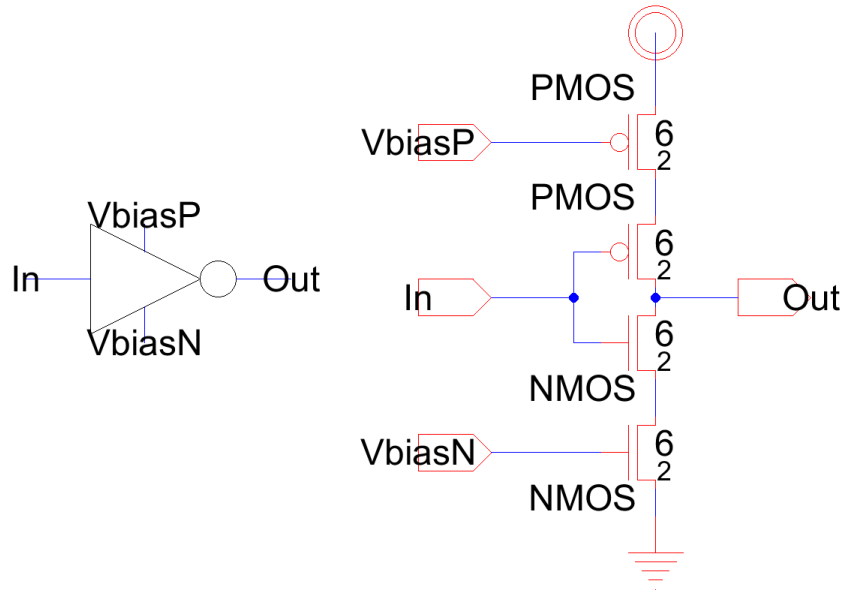 VbiasP
In
Out
VbiasN
PMOS
VbiasP
6
2
PMOS
6
2
In
Out
6
2
NMOS
VbiasN
6
2
NMOS